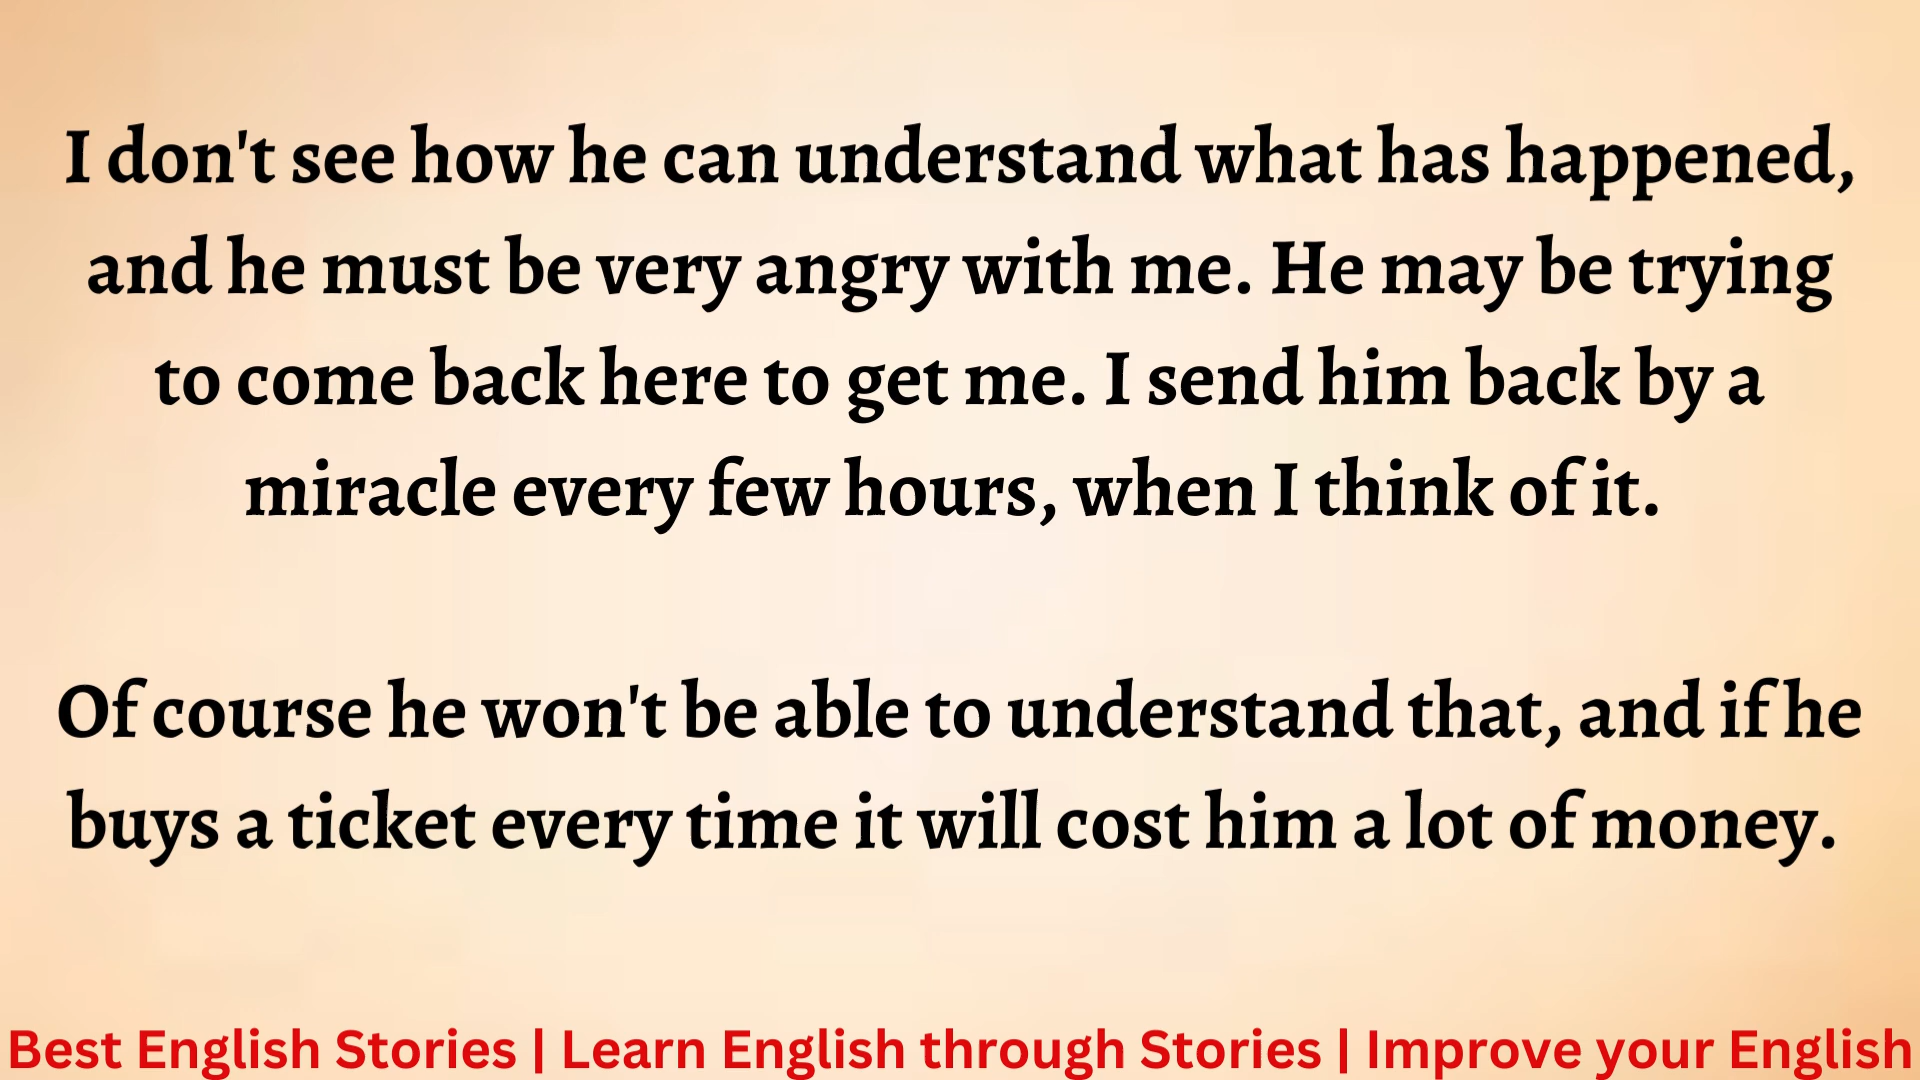 I don't see how he can understand what has happened,
and he must be very angry with me. He may be trying
to come back here to get me. I send him back by a
miracle every few hours, when I think of it.
Of course he won't be able to understand that, and if he
buys a ticket every time it will cost him a lot of money.
Best English Stories | Learn English through Stories | Improve your English